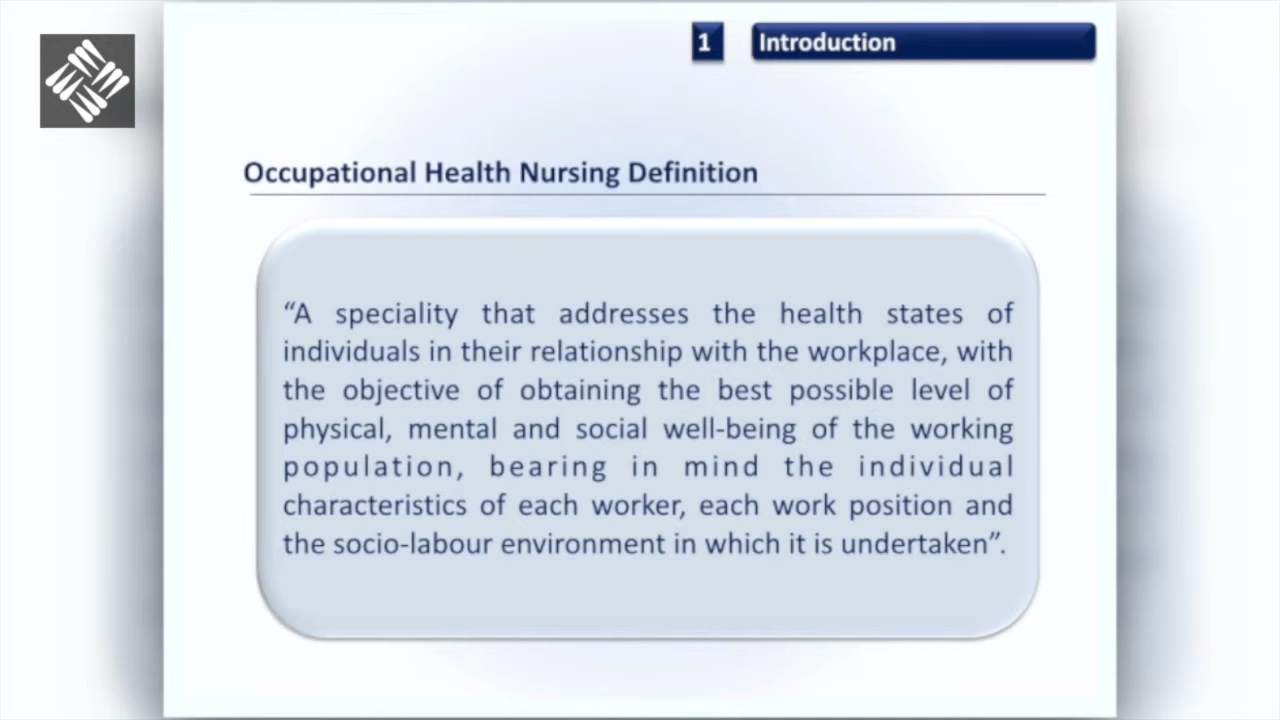 1 Introduction
Occupational Health Nursing Definition
“A speciality that addresses the health states of
individuals in their relationship with the workplace, with
the objective of obtaining the best possible level of
physical, mental and social well-being of the working
population, bearing in mind the individual
characteristics of each worker, each work position and
the socio-labour environment in which it is undertaken”.